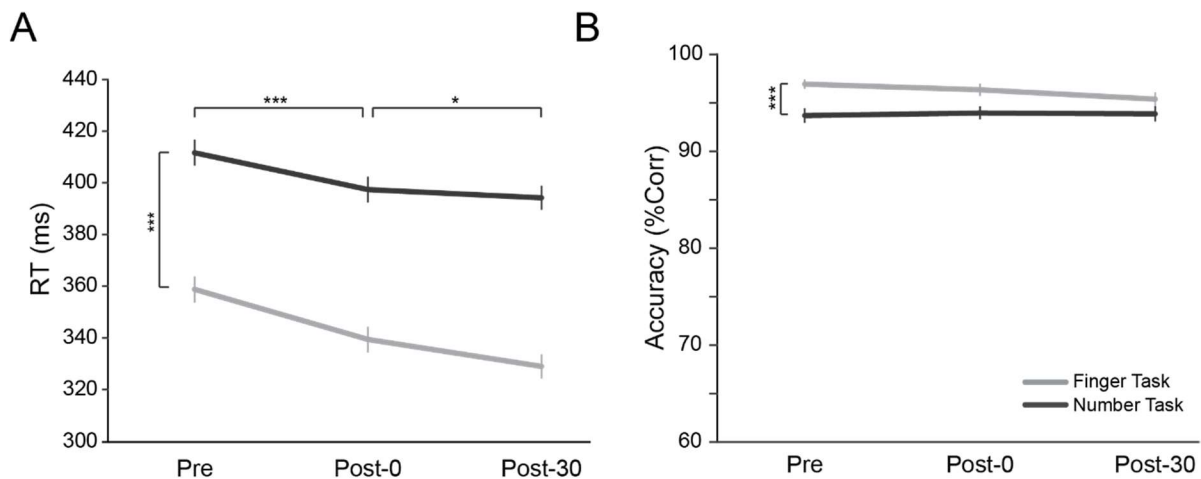 A
RT (ms)
440
420
400
380
360
340
320
300
***
*
***
Pre Post-0 Post-30
B
Accuracy (%Corr)
100
90
80
70
60
***
Finger Task
Number Task
Pre Post-0 Post-30